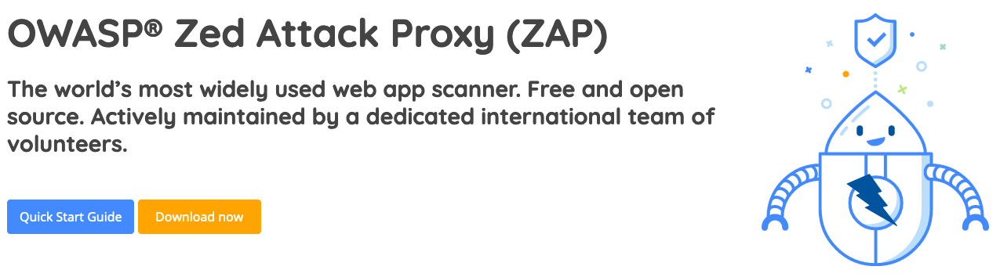 OWASP® Zed Attack Proxy (ZAP)
The world’s most widely used web app scanner. Free and open
source. Actively maintained by a dedicated international team of
volunteers.
Quick Start Guide
Download now